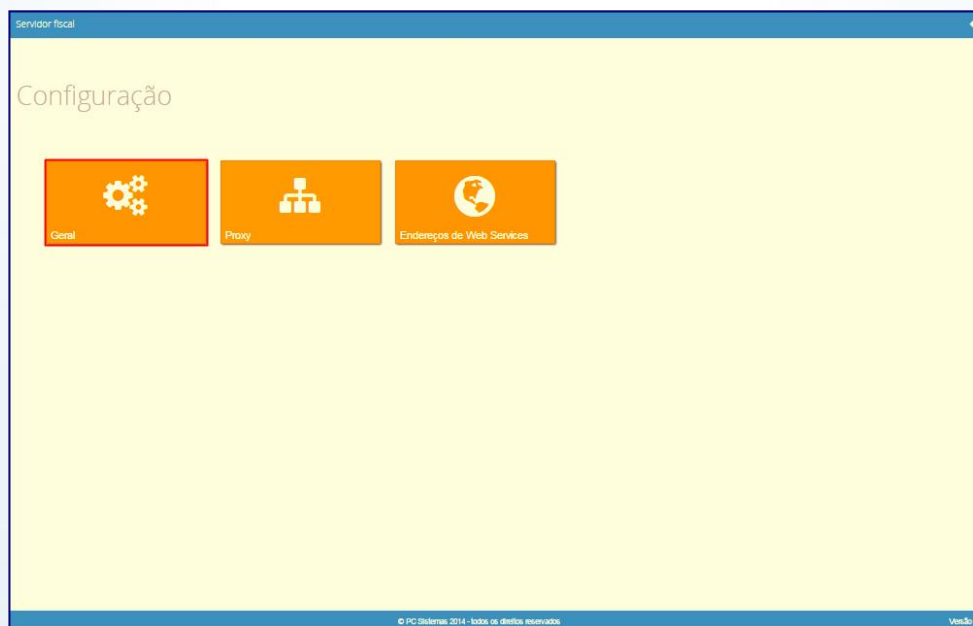 Servidor fiscal
Configuração
Geral
Proxy
Endereços de Web Services
© PC Sistemas 2014 - todos os direitos reservados
Versão